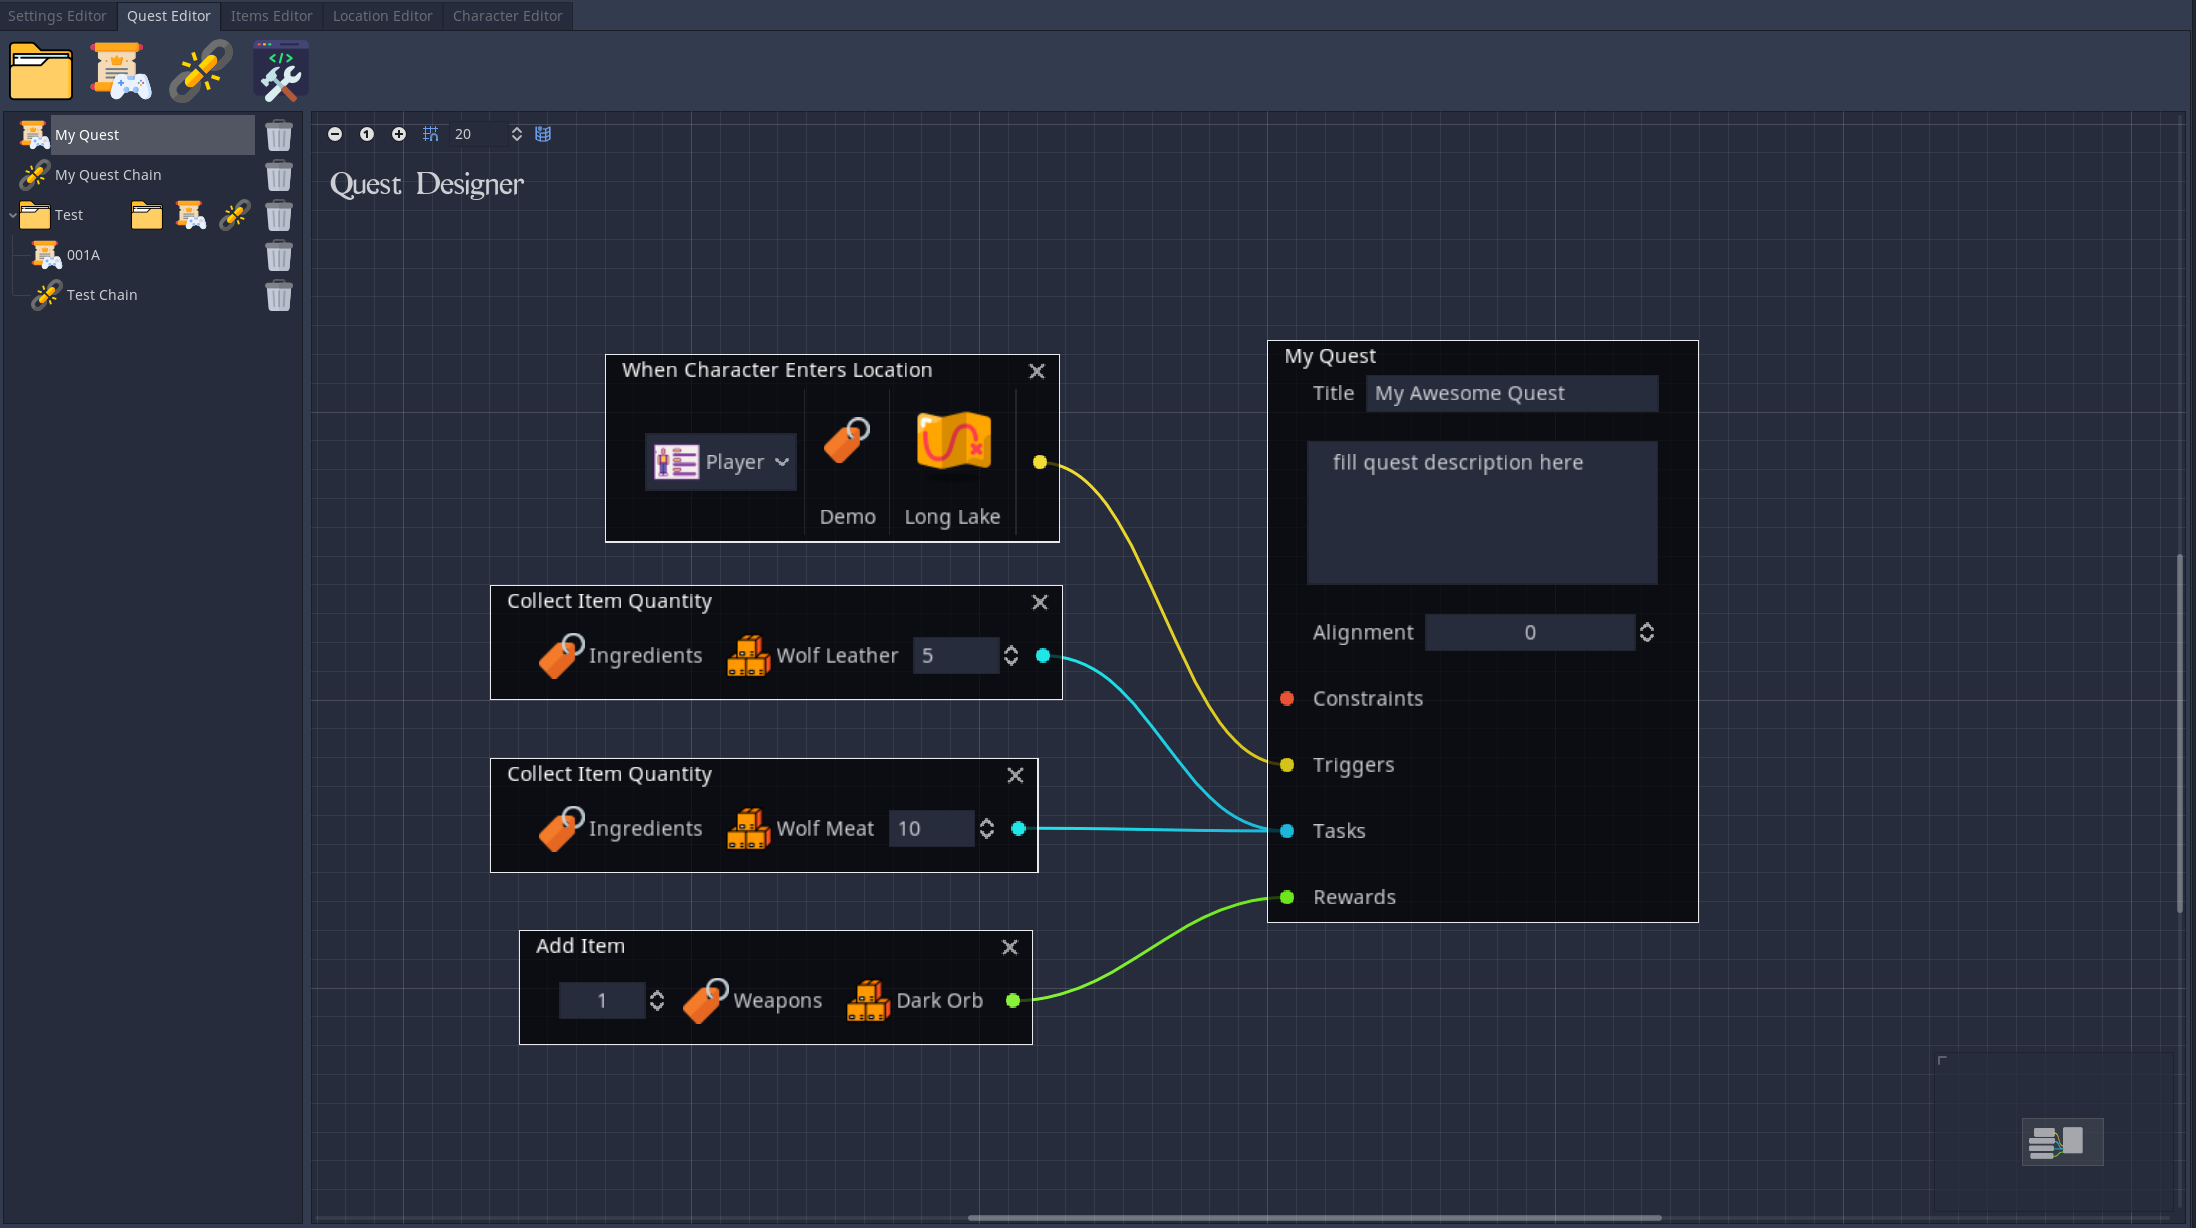 Settings Editor
Quest Editor
Items Editor
Location Editor
Character Editor
My Quest
My Quest Chain
Test
001A
Test Chain
1
20
Quest Designer
When Character Enters Location
Player
Demo
Long Lake
Collect Item Quantity
Ingredients
Wolf Leather
5
Collect Item Quantity
Ingredients
Wolf Meat
10
Add Item
1
Weapons
Dark Orb
My Quest
Title
My Awesome Quest
fill quest description here
Alignment
0
Constraints
Triggers
Tasks
Rewards